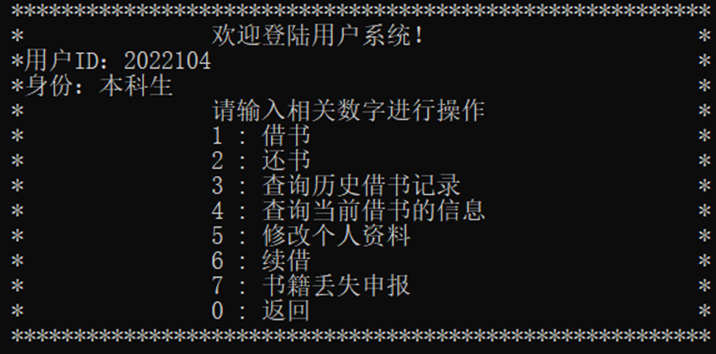 ********************************************************
* 欢迎登陆用户系统! *
*用户ID: 2022104 *
*身份: 本科生 *
* 请输入相关数字进行操作 *
* 1 : 借书 *
* 2 : 还书 *
* 3 : 查询历史借书记录 *
* 4 : 查询当前借书的信息 *
* 5 : 修改个人资料 *
* 6 : 续借 *
* 7 : 书籍丢失申报 *
* 0 : 返回 *
********************************************************